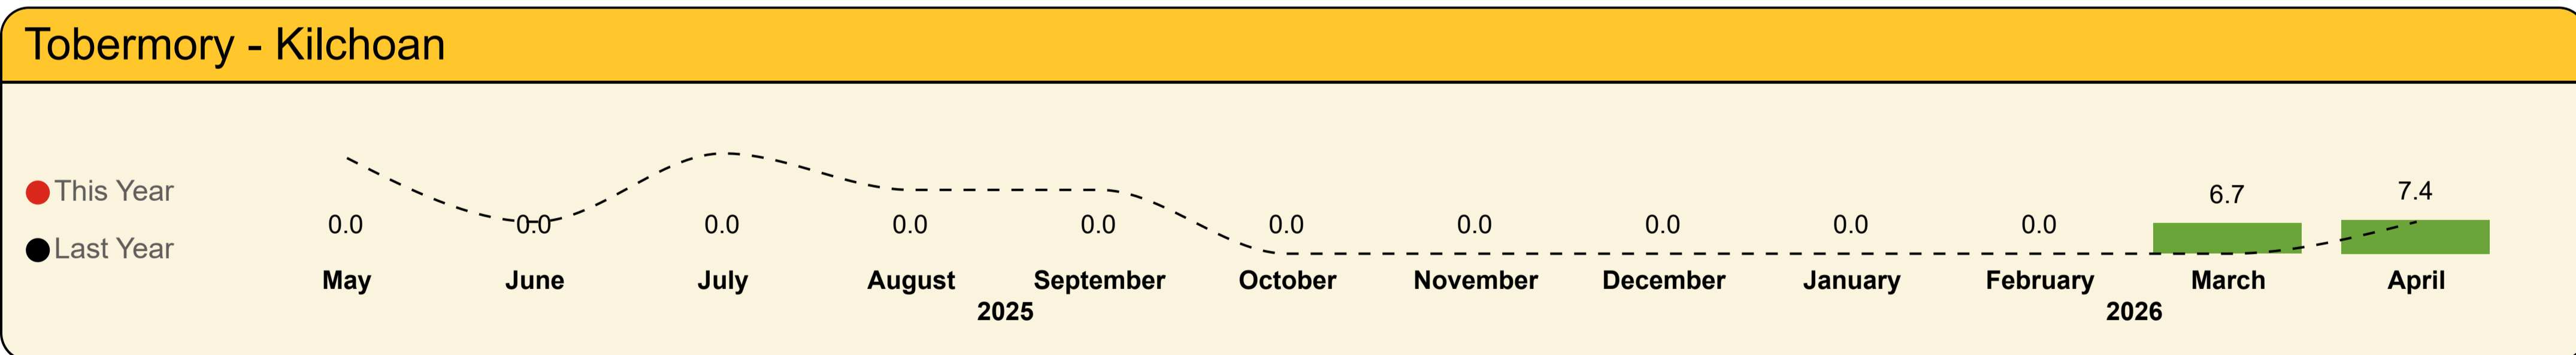 Tobermory - Kilchoan
This Year
Last Year
0.0 0.0 0.0 0.0 0.0 0.0 0.0 0.0 0.0 0.0 6.7 7.4
May June July August September October November December January February March April
2025 2026